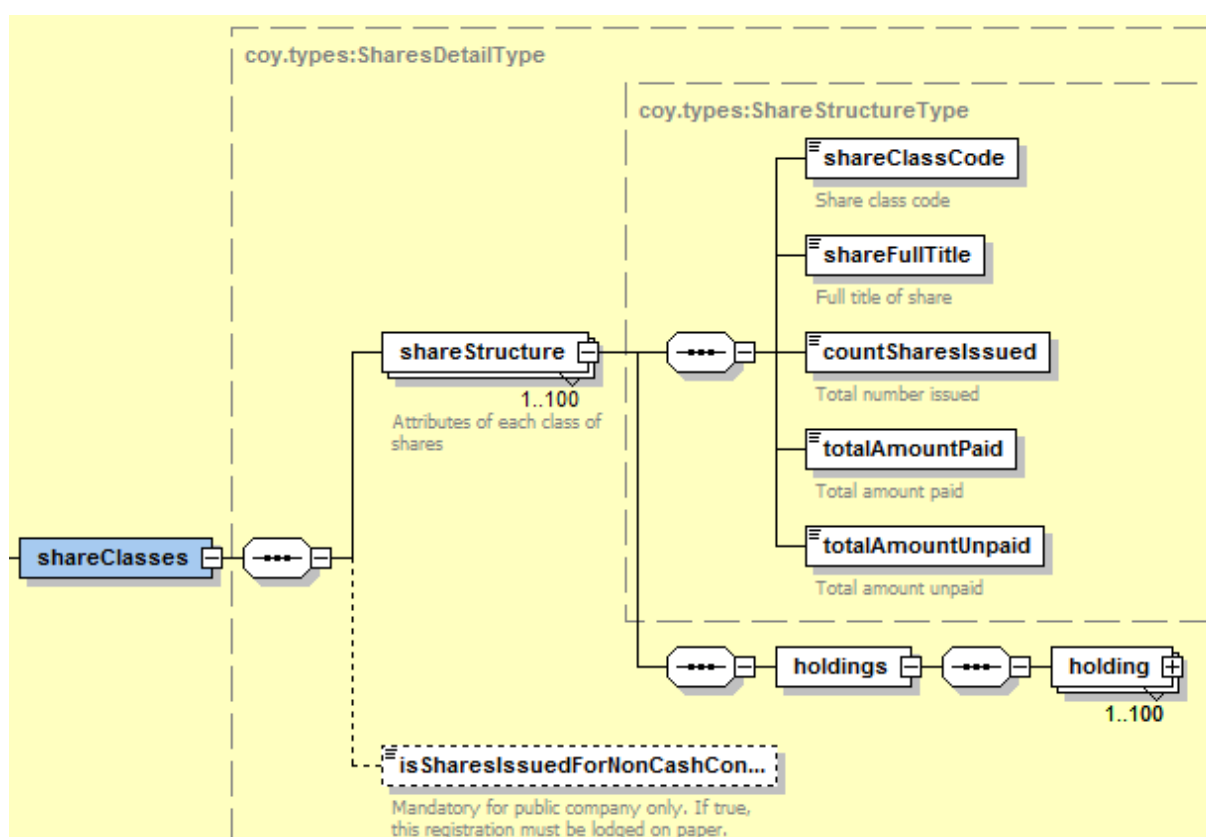 coy.types:SharesDetailType
coy.types:ShareStructureType
shareClassCode
Share class code
shareFullTitle
Full title of share
shareStructure
1..100
Attributes of each class of
shares
countSharesIssued
Total number issued
totalAmountPaid
Total amount paid
shareClasses
totalAmountUnpaid
Total amount unpaid
holdings
holding
1..100
isSharesIssuedForNonCashCon...
Mandatory for public company only. If true,
this registration must be lodged on paper.